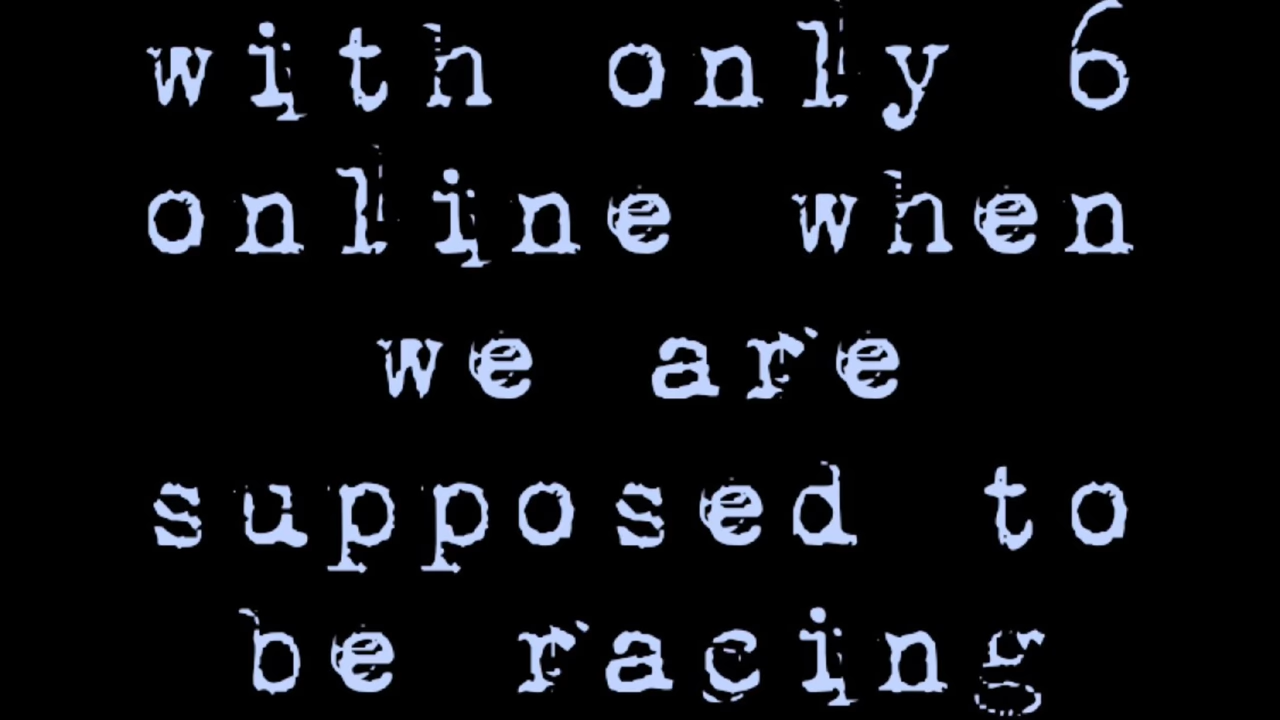 with only 6
online when
we are
supposed to
be racing